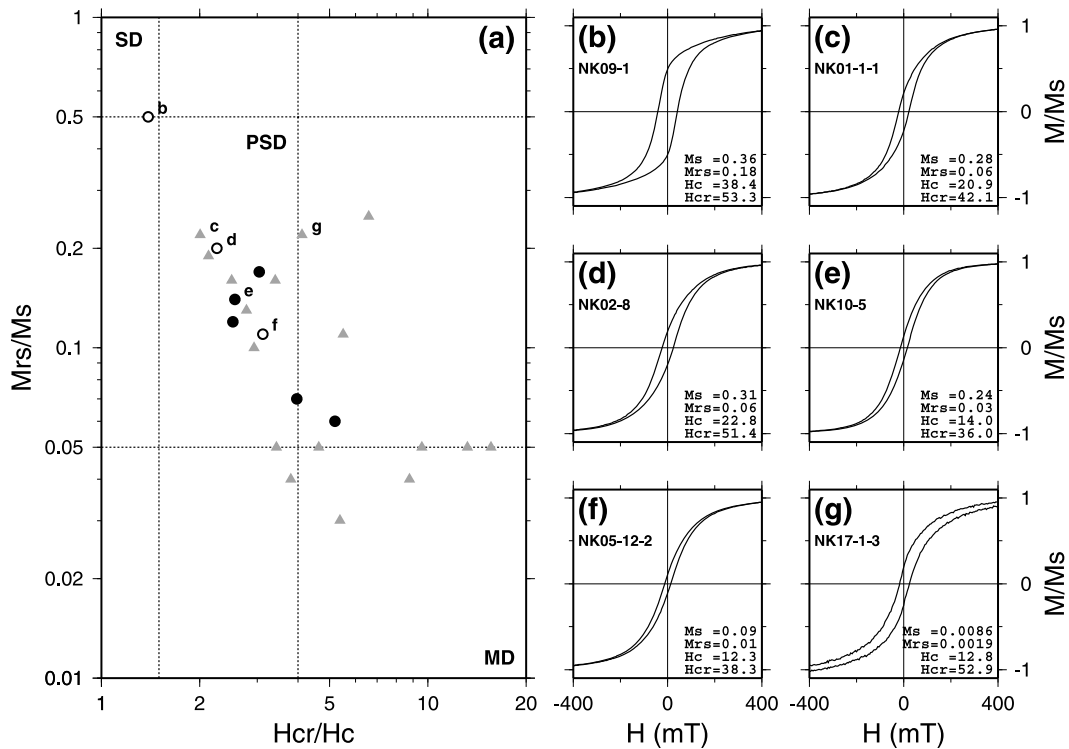 1
SD
(a)
b
0.5
PSD
c
g
d
0.2
e
f
0.1
0.05
0.02
MD
0.01
1
2
5
10
20
Mrs/Ms
Hcr/Hc
(b)
NK09-1
Ms =0.36
Mrs=0.18
Hc =38.4
Hcr=53.3
(c)
NK01-1-1
Ms =0.28
Mrs=0.06
Hc =20.9
Hcr=42.1
1
0
-1
M/Ms
(d)
NK02-8
Ms =0.31
Mrs=0.06
Hc =22.8
Hcr=51.4
(e)
NK10-5
Ms =0.24
Mrs=0.03
Hc =14.0
Hcr=36.0
1
0
-1
M/Ms
(f)
NK05-12-2
Ms =0.09
Mrs=0.01
Hc =12.3
Hcr=38.3
(g)
NK17-1-3
Ms =0.0086
Mrs=0.0019
Hc =12.8
Hcr=52.9
1
0
-1
M/Ms
-400
0
400
H (mT)
-400
0
400
H (mT)